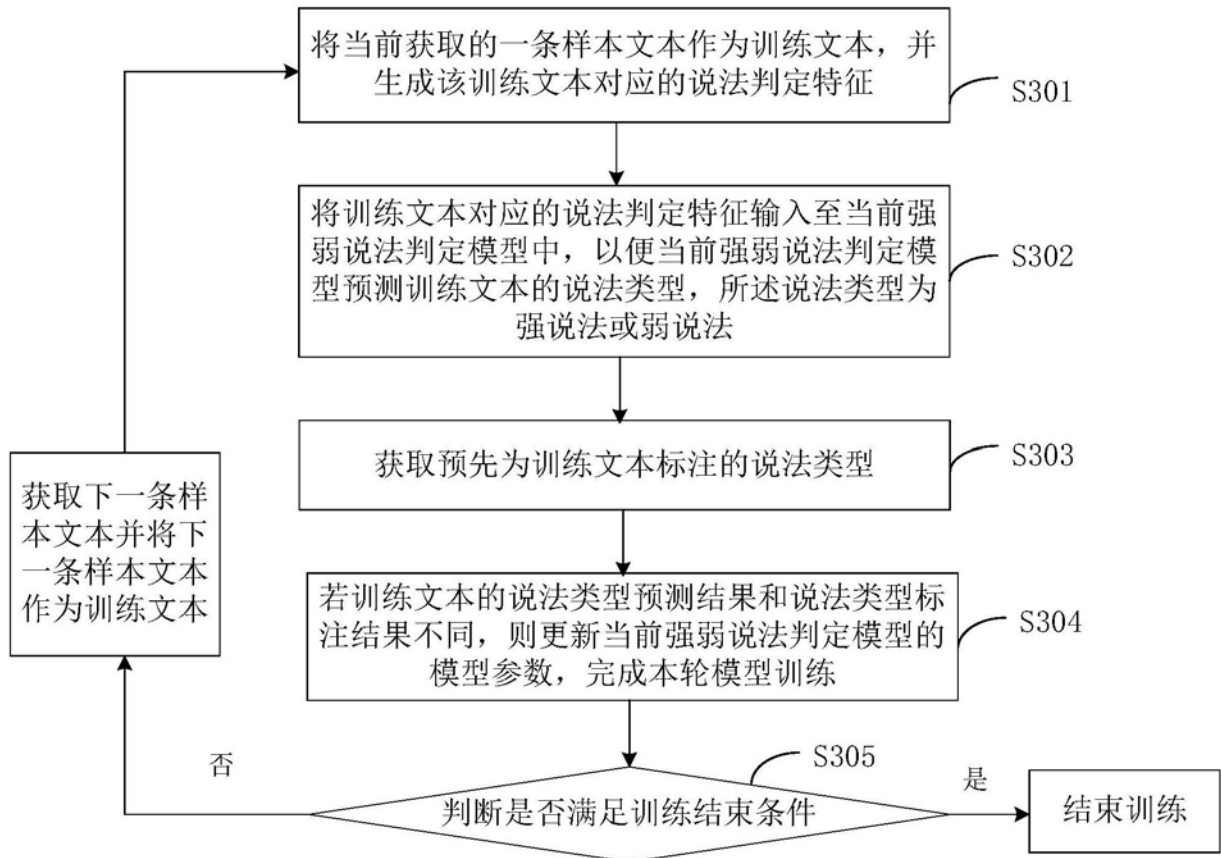 将当前获取的一条样本文本作为训练文本，并
生成该训练文本对应的说法判定特征
S301
将训练文本对应的说法判定特征输入至当前强
弱说法判定模型中，以便当前强弱说法判定模
型预测训练文本的说法类型，所述说法类型为
强说法或弱说法
S302
获取预先为训练文本标注的说法类型
S303
获取下一条样
本文本并将下
一条样本文本
作为训练文本
若训练文本的说法类型预测结果和说法类型标
注结果不同，则更新当前强弱说法判定模型的
模型参数，完成本轮模型训练
S304
否
S305
是
判断是否满足训练结束条件
结束训练